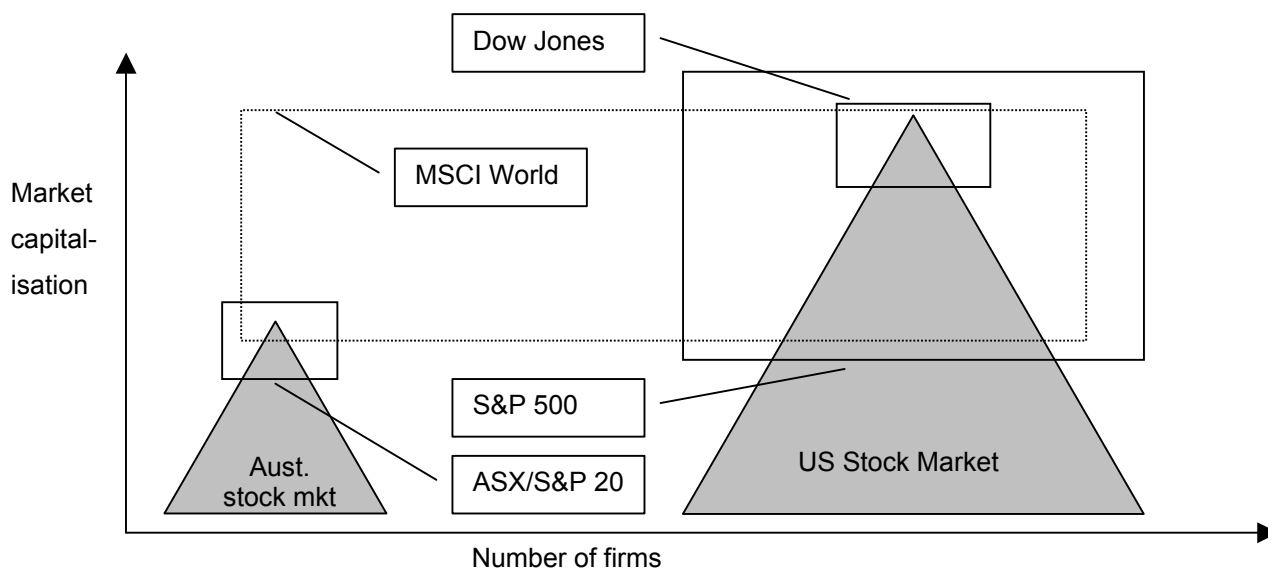 Dow Jones
MSCI World
Market
capital-
isation
S&P 500
ASX/S&P 20
Aust.
stock mkt
US Stock Market
Number of firms